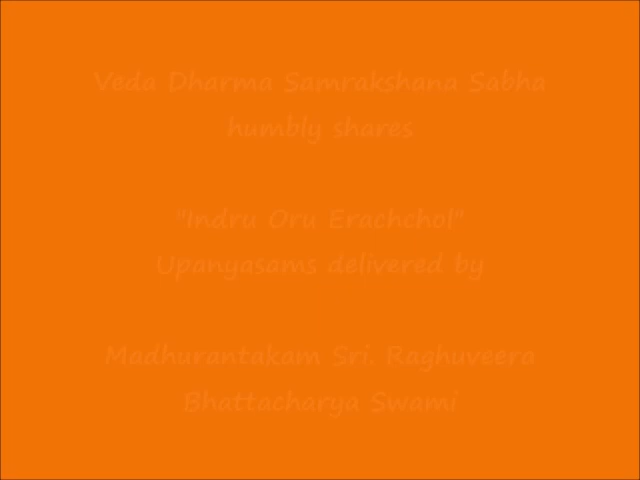 Veda Dharma Samrakshana Sabha
humbly shares
"Indru Oru Erachchol"
Upanyasams delivered by
Madhurantakam Sri. Raghuveera
Bhattacharya Swami